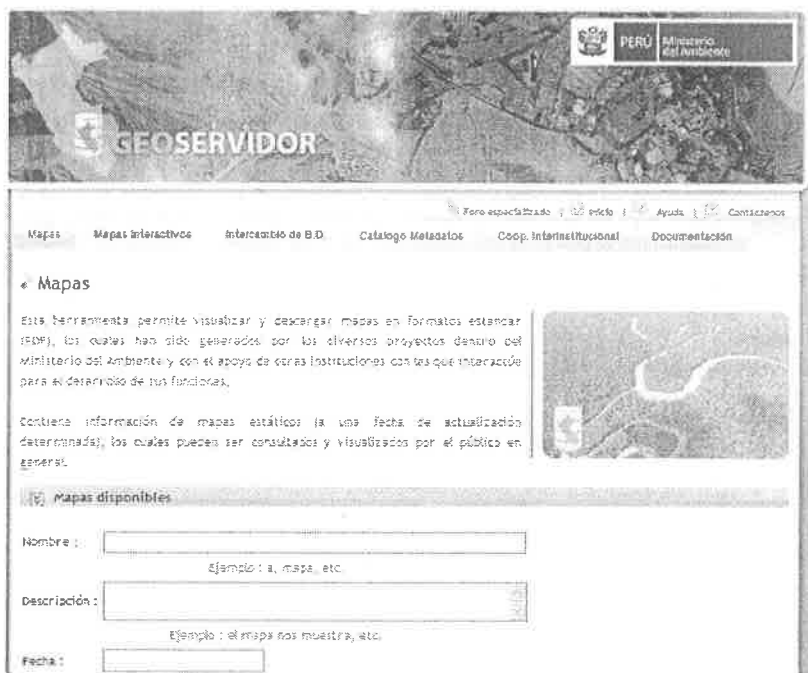 PERÚ Ministerio del Ambiente
GEOSERVIDOR
Foro especializado | Inicio | Ayuda | Contáctenos
Mapas Mapas Interactivos Intercambio de B.D. Catalogo Metadatos Coop. Interinstitucional Documentación
Mapas
Esta herramienta permite visualizar y descargar mapas en formatos estandar
(PDF), los cuales han sido generados por los diversos proyectos dentro del
Ministerio del Ambiente y con el apoyo de otras instituciones con las que interactúe
para el desarrollo de sus funciones.
Contiene información de mapas estáticos (a una fecha de actualización
determinada), los cuales pueden ser consultados y visualizados por el público en
general.
Mapas disponibles
Nombre :
Ejemplo : a, mapa, etc.
Descripción :
Ejemplo : el mapa nos muestra, etc.
Fecha :